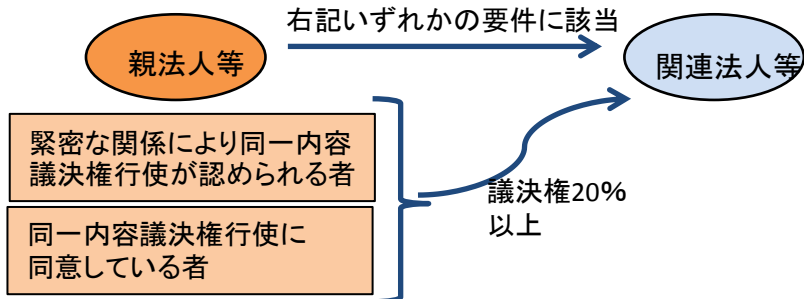 右記いずれかの要件に該当
親法人等
関連法人等
緊密な関係により同一内容
議決権行使が認められる者
議決権20%
以上
同一内容議決権行使に
同意している者